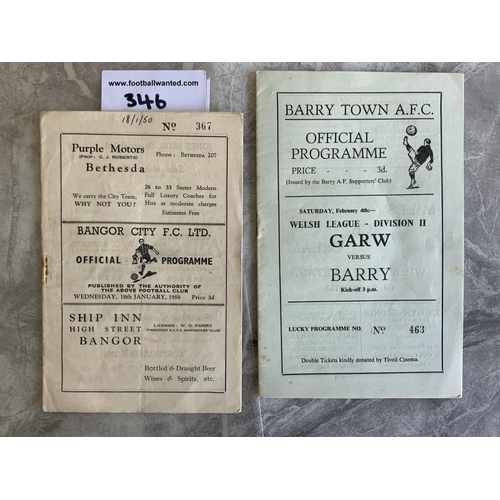 www.footballwanted.com
346
18/1/50
No 367
Purple Motors
(PROP: C. J. ROBERTS)
Phone: BETHESDA 207
Bethesda
We carry the City Team,
WHY NOT YOU?
26 to 33 Seater Modern
Full Luxury Coaches for
Hire at moderate charges
Estimates Free
BANGOR CITY F.C. LTD.
OFFICIAL PROGRAMME
PUBLISHED BY THE AUTHORITY OF
THE ABOVE FOOTBALL CLUB
WEDNESDAY, 18th JANUARY, 1950 Price 3d
SHIP INN
HIGH STREET
BANGOR
LICENSEE: W. O. PARRY
(PRESIDENT B.C.F.C. SUPPORTERS' CLUB)
Bottled & Draught Beer
Wines & Spirits, etc.
BARRY TOWN A.F.C.
OFFICIAL
PROGRAMME
PRICE - - - 3d.
(Issued by the Barry A.F. Supporters' Club)
SATURDAY, February 4th:—
WELSH LEAGUE - DIVISION II
GARW
VERSUS
BARRY
Kick-off 3 p.m.
LUCKY PROGRAMME NO. No 463
Double Tickets kindly donated by Tivoli Cinema.